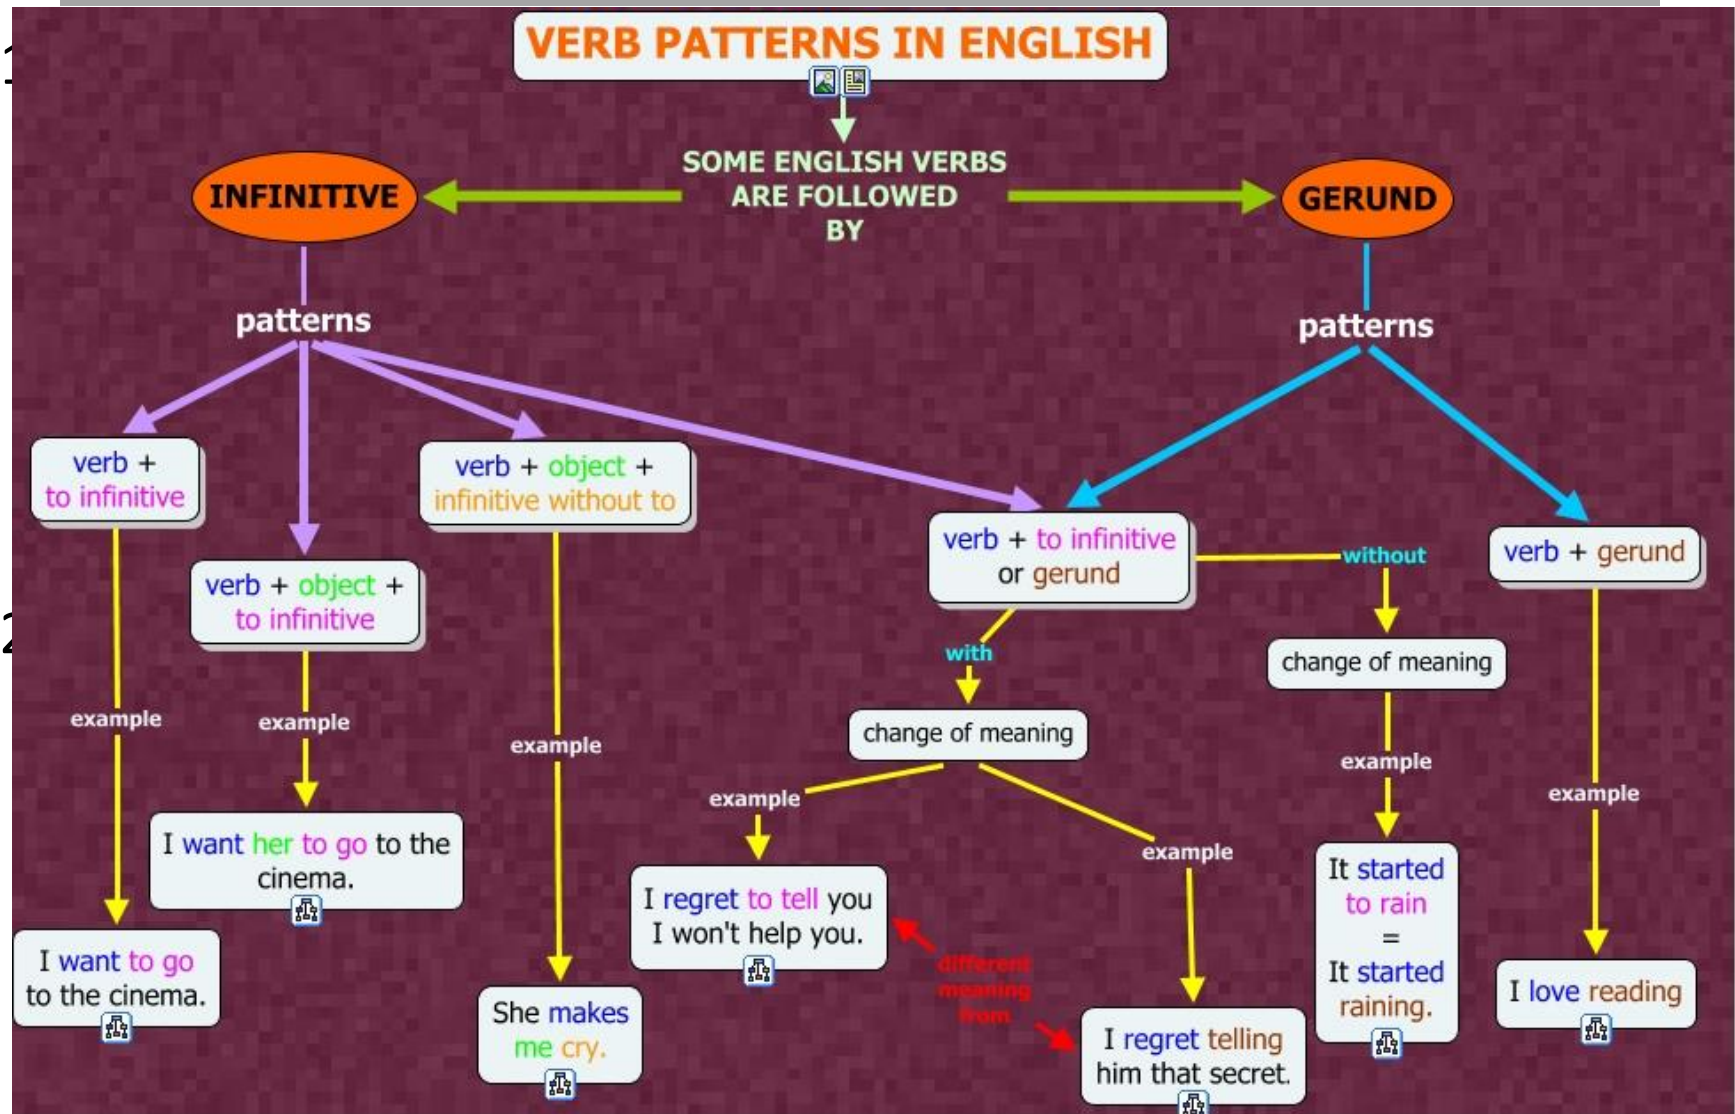 VERB PATTERNS IN ENGLISH
SOME ENGLISH VERBS
ARE FOLLOWED
BY
INFINITIVE
GERUND
patterns
patterns
verb +
to infinitive
verb + object +
to infinitive
verb + object +
infinitive without to
verb + to infinitive
or gerund
verb + gerund
without
with
change of meaning
change of meaning
example
example
example
example
example
example
example
I want to go
to the cinema.
I want her to go to the
cinema.
She makes
me cry.
I regret to tell you
I won't help you.
different
meaning
from
I regret telling
him that secret.
It started
to rain
=
It started
raining.
I love reading